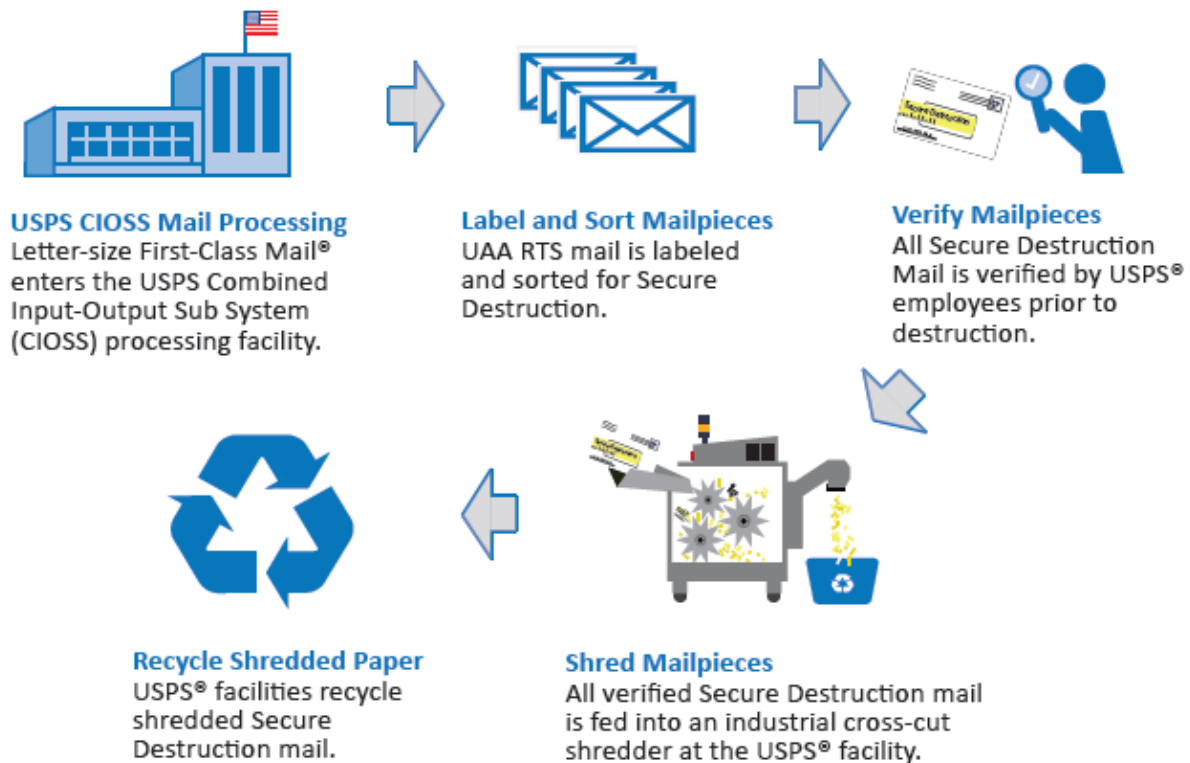 USPS CIOSS Mail Processing
Letter-size First-Class Mail®
enters the USPS Combined
Input-Output Sub System
(CIOSS) processing facility.
Label and Sort Mailpieces
UAA RTS mail is labeled
and sorted for Secure
Destruction.
Secure Destruction
Verify Mailpieces
All Secure Destruction
Mail is verified by USPS®
employees prior to
destruction.
Recycle Shredded Paper
USPS® facilities recycle
shredded Secure
Destruction mail.
Shred Mailpieces
All verified Secure Destruction mail
is fed into an industrial cross-cut
shredder at the USPS® facility.